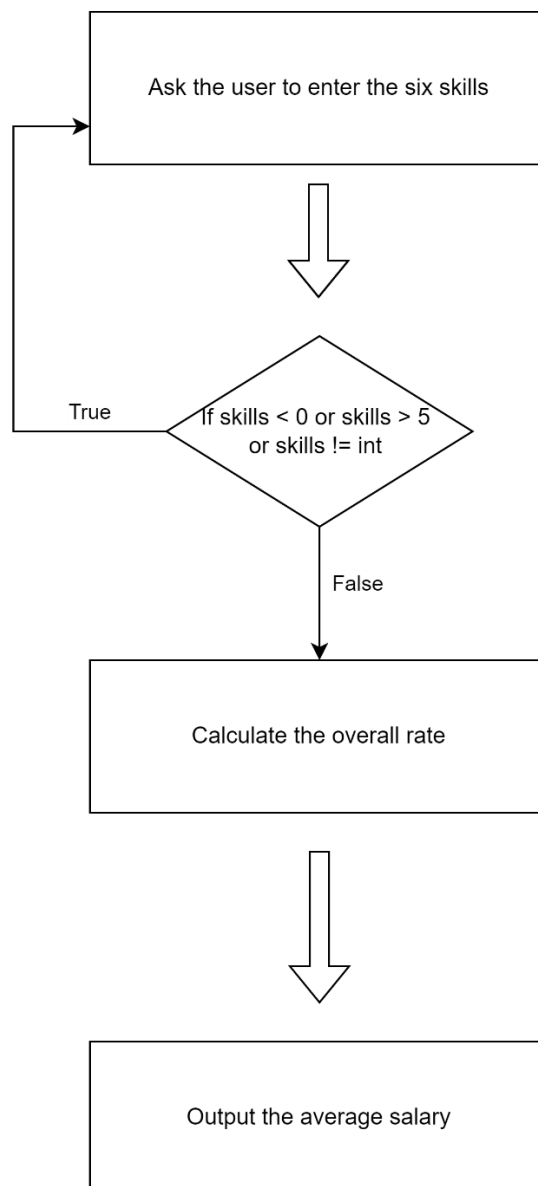 Ask the user to enter the six skills
If skills < 0 or skills > 5
or skills != int
True
False
Calculate the overall rate
Output the average salary